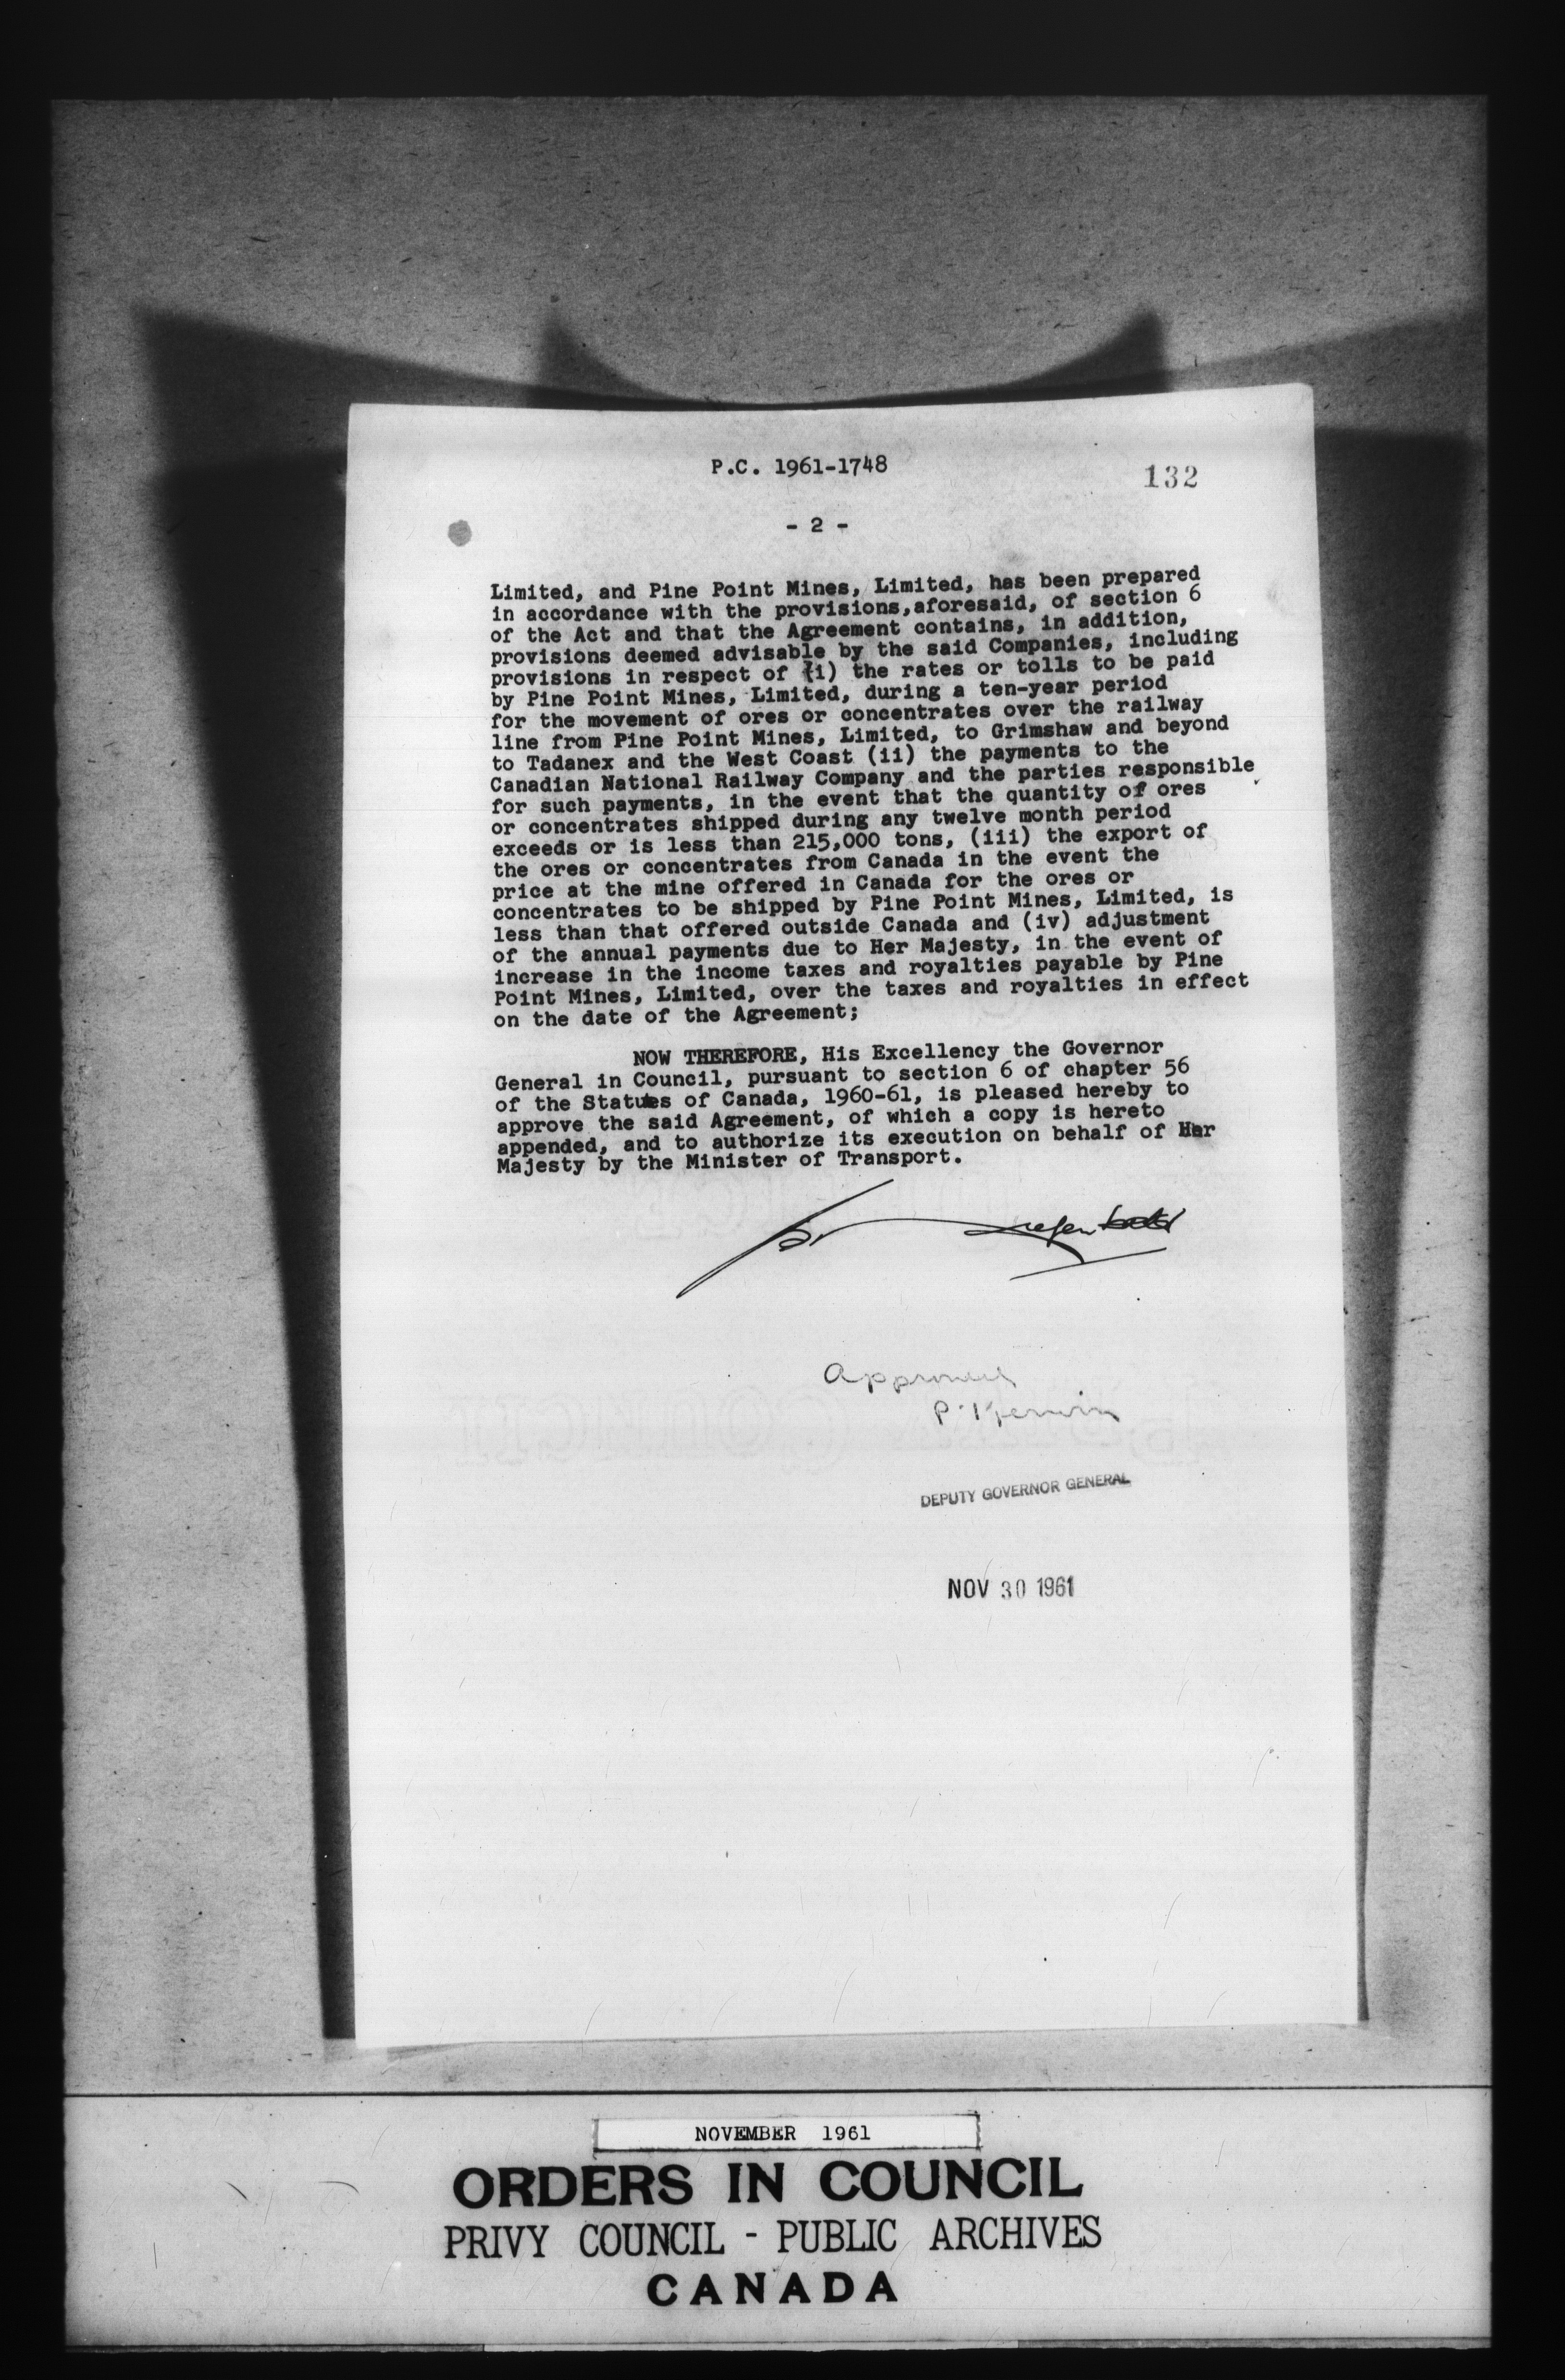 P.C. 1961-1748
132
- 2 -
Limited, and Pine Point Mines, Limited, has been prepared
in accordance with the provisions,aforesaid, of section 6
of the Act and that the Agreement contains, in addition,
provisions deemed advisable by the said Companies, including
provisions in respect of (i) the rates or tolls to be paid
by Pine Point Mines, Limited, during a ten-year period
for the movement of ores or concentrates over the railway
line from Pine Point Mines, Limited, to Grimshaw and beyond
to Tadanex and the West Coast (ii) the payments to the
Canadian National Railway Company and the parties responsible
for such payments, in the event that the quantity of ores
or concentrates shipped during any twelve month period
exceeds or is less than 215,000 tons, (iii) the export of
the ores or concentrates from Canada in the event the
price at the mine offered in Canada for the ores or
concentrates to be shipped by Pine Point Mines, Limited, is
less than that offered outside Canada and (iv) adjustment
of the annual payments due to Her Majesty, in the event of
increase in the income taxes and royalties payable by Pine
Point Mines, Limited, over the taxes and royalties in effect
on the date of the Agreement;
NOW THEREFORE, His Excellency the Governor
General in Council, pursuant to section 6 of chapter 56
of the Statutes of Canada, 1960-61, is pleased hereby to
approve the said Agreement, of which a copy is hereto
appended, and to authorize its execution on behalf of Her
Majesty by the Minister of Transport.
Approved
P. Kerwin
DEPUTY GOVERNOR GENERAL
NOV 30 1961
NOVEMBER 1961
ORDERS IN COUNCIL
PRIVY COUNCIL - PUBLIC ARCHIVES
CANADA